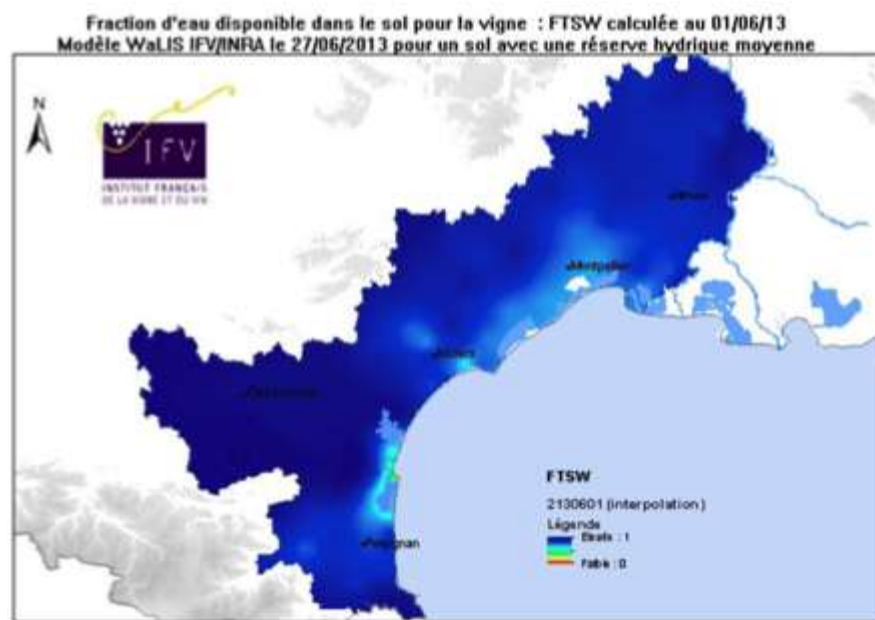 Fraction d'eau disponible dans le sol pour la vigne : FTSW calculée au 01/06/13
Modèle WaLIS IFV/INRA le 27/06/2013 pour un sol avec une réserve hydrique moyenne
N
IFV
INSTITUT FRANÇAIS
DE LA VIGNE ET DU VIN
Montpellier
Perpignan
FTSW
2130601 (interpolation)
Légende
: 1
Faible : 0